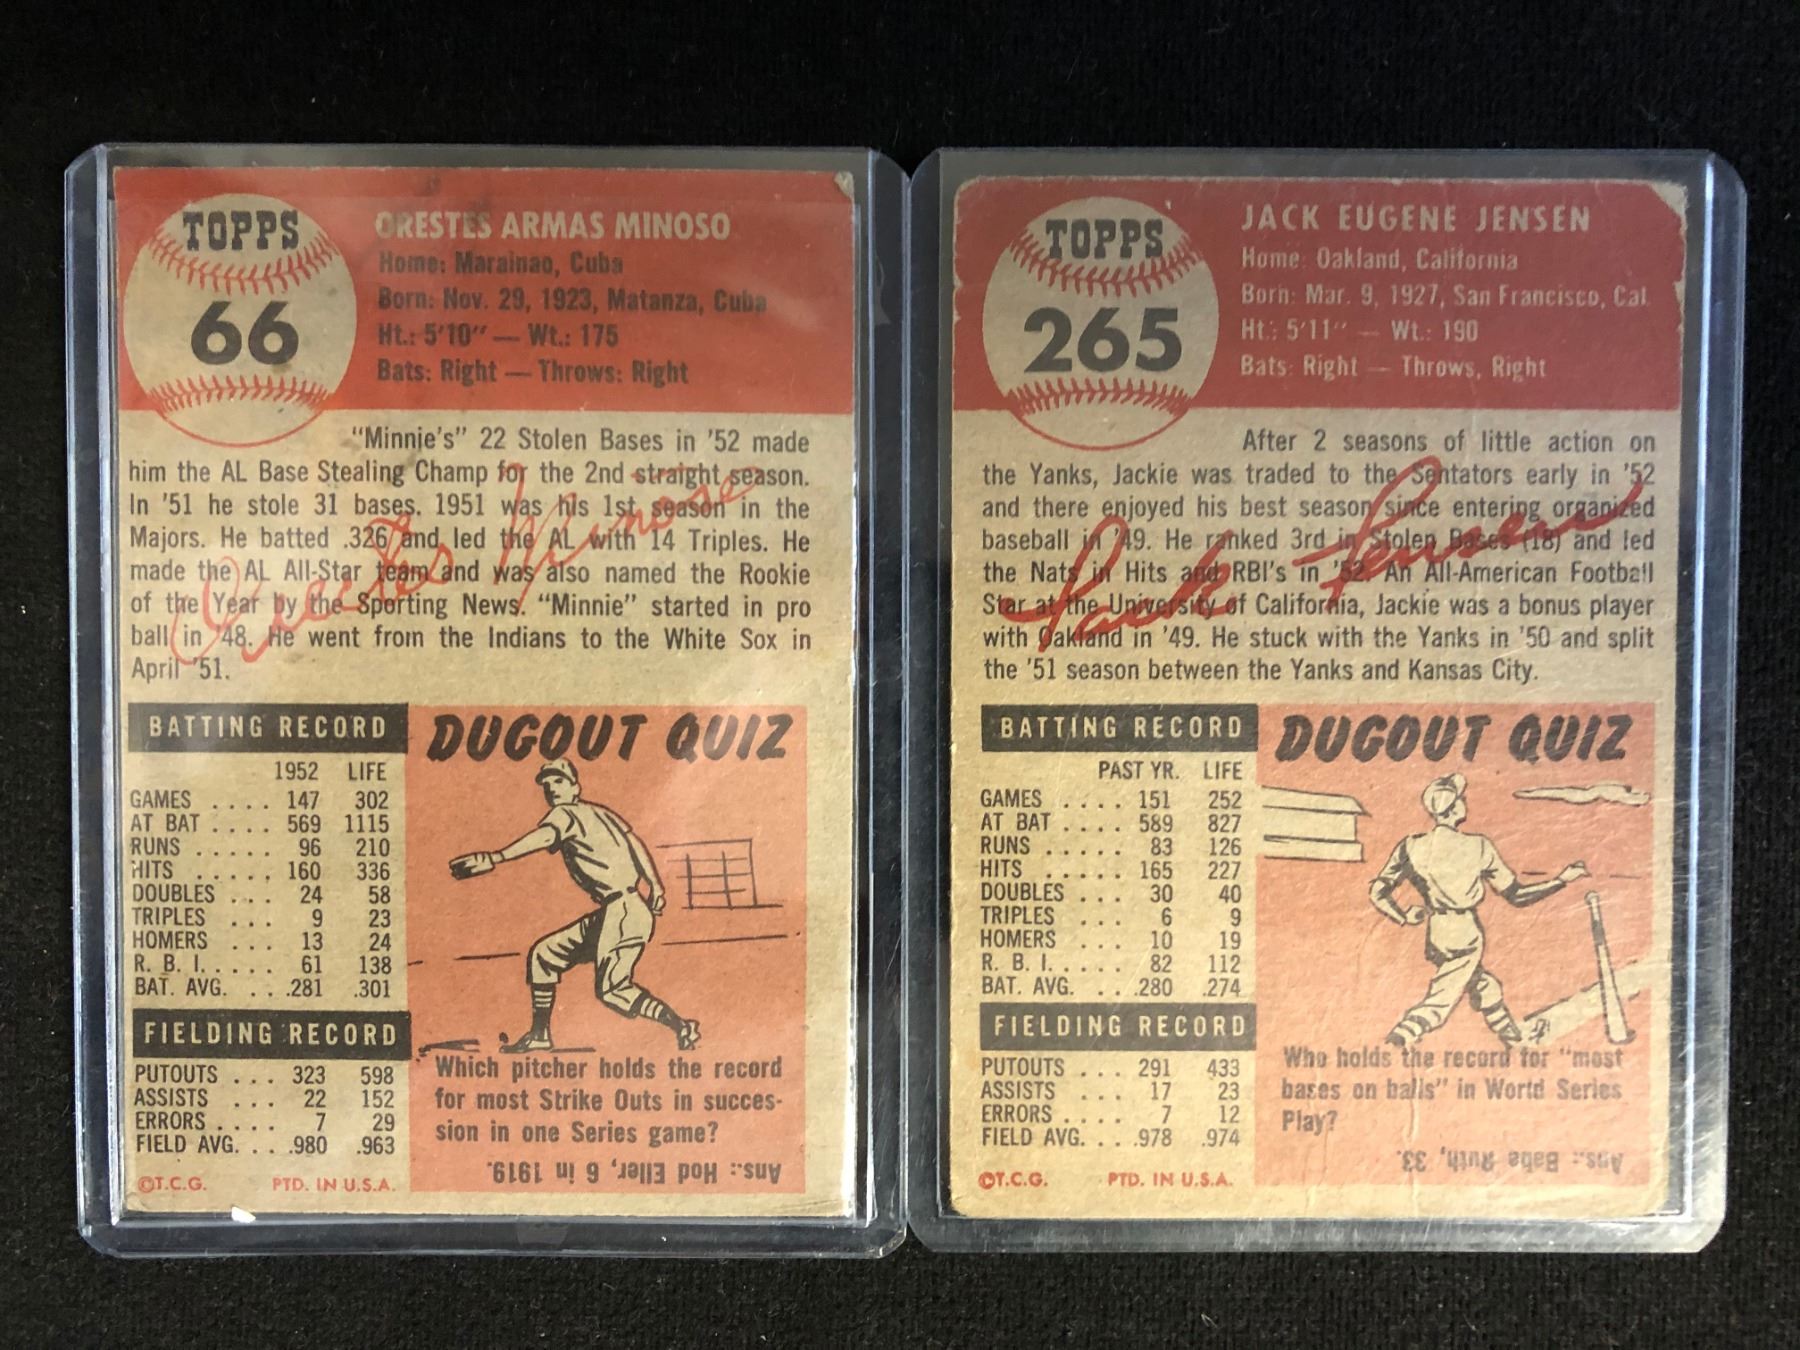 TOPPS
66
ORESTES ARMAS MINOSO
Home: Marainao, Cuba
Born: Nov. 29, 1923, Matanza, Cuba
Ht.: 5'10" — Wt.: 175
Bats: Right — Throws: Right
"Minnie's" 22 Stolen Bases in '52 made
him the AL Base Stealing Champ for the 2nd straight season.
In '51 he stole 31 bases. 1951 was his 1st season in the
Majors. He batted .326 and led the AL with 14 Triples. He
made the AL All-Star team and was also named the Rookie
of the Year by the Sporting News. "Minnie" started in pro
ball in '48. He went from the Indians to the White Sox in
April '51.
Orestes Minoso
BATTING RECORD
1952 LIFE
GAMES .... 147 302
AT BAT .... 569 1115
RUNS ..... 96 210
HITS ..... 160 336
DOUBLES ... 24 58
TRIPLES ... 9 23
HOMERS ... 13 24
R. B. I. .... 61 138
BAT. AVG. ... .281 .301
FIELDING RECORD
PUTOUTS ... 323 598
ASSISTS ... 22 152
ERRORS .... 7 29
FIELD AVG. ... .980 .963
©T.C.G. PTD. IN U.S.A.
DUGOUT QUIZ
Which pitcher holds the record
for most Strike Outs in succes-
sion in one Series game?
Ans.: Hod Eller, 6 in 1919.
TOPPS
265
JACK EUGENE JENSEN
Home: Oakland, California
Born: Mar. 9, 1927, San Francisco, Cal.
Ht.: 5'11" — Wt.: 190
Bats: Right — Throws, Right
After 2 seasons of little action on
the Yanks, Jackie was traded to the Sentators early in '52
and there enjoyed his best season since entering organized
baseball in '49. He ranked 3rd in Stolen Bases (18) and led
the Nats in Hits and RBI's in '52. An All-American Football
Star at the University of California, Jackie was a bonus player
with Oakland in '49. He stuck with the Yanks in '50 and split
the '51 season between the Yanks and Kansas City.
Jack Jensen
BATTING RECORD
PAST YR. LIFE
GAMES .... 151 252
AT BAT .... 589 827
RUNS ..... 83 126
HITS ..... 165 227
DOUBLES ... 30 40
TRIPLES ... 6 9
HOMERS ... 10 19
R. B. I. .... 82 112
BAT. AVG. ... .280 .274
FIELDING RECORD
PUTOUTS ... 291 433
ASSISTS ... 17 23
ERRORS .... 7 12
FIELD AVG. ... .978 .974
©T.C.G. PTD. IN U.S.A.
DUGOUT QUIZ
Who holds the record for "most
bases on balls" in World Series
Play?
Ans.: Babe Ruth, 33.